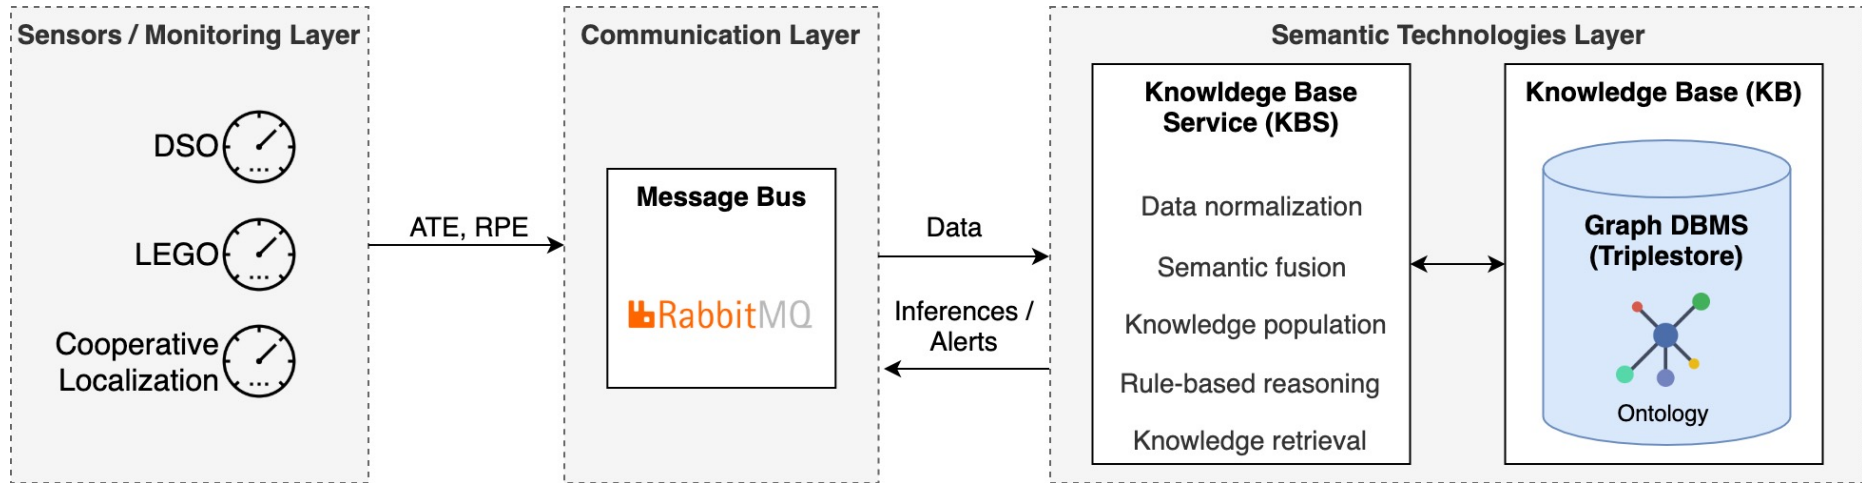 Sensors / Monitoring Layer
DSO
LEGO
Cooperative
Localization
ATE, RPE
Communication Layer
Message Bus
RabbitMQ
Data
Inferences /
Alerts
Semantic Technologies Layer
Knowldege Base
Service (KBS)
Data normalization
Semantic fusion
Knowledge population
Rule-based reasoning
Knowledge retrieval
Knowledge Base (KB)
Graph DBMS
(Triplestore)
Ontology